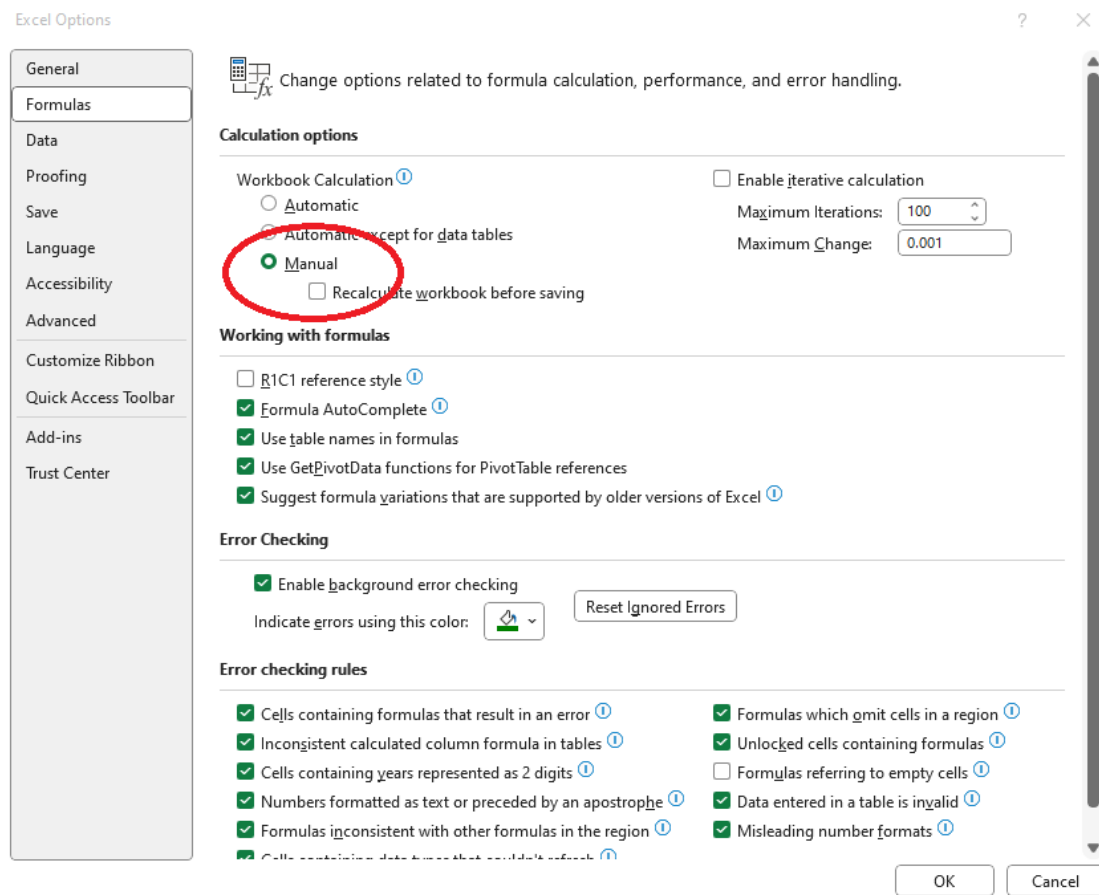 Excel Options
General
Formulas
Data
Proofing
Save
Language
Accessibility
Advanced
Customize Ribbon
Quick Access Toolbar
Add-ins
Trust Center
Change options related to formula calculation, performance, and error handling.
Calculation options
Workbook Calculation
Automatic
Automatic except for data tables
Manual
Recalculate workbook before saving
Enable iterative calculation
Maximum Iterations: 100
Maximum Change: 0.001
Working with formulas
R1C1 reference style
Formula AutoComplete
Use table names in formulas
Use GetPivotData functions for PivotTable references
Suggest formula variations that are supported by older versions of Excel
Error Checking
Enable background error checking
Indicate errors using this color:
Reset Ignored Errors
Error checking rules
Cells containing formulas that result in an error
Inconsistent calculated column formula in tables
Cells containing years represented as 2 digits
Numbers formatted as text or preceded by an apostrophe
Formulas inconsistent with other formulas in the region
Cells containing data types that couldn't refresh
Formulas which omit cells in a region
Unlocked cells containing formulas
Formulas referring to empty cells
Data entered in a table is invalid
Misleading number formats
OK
Cancel